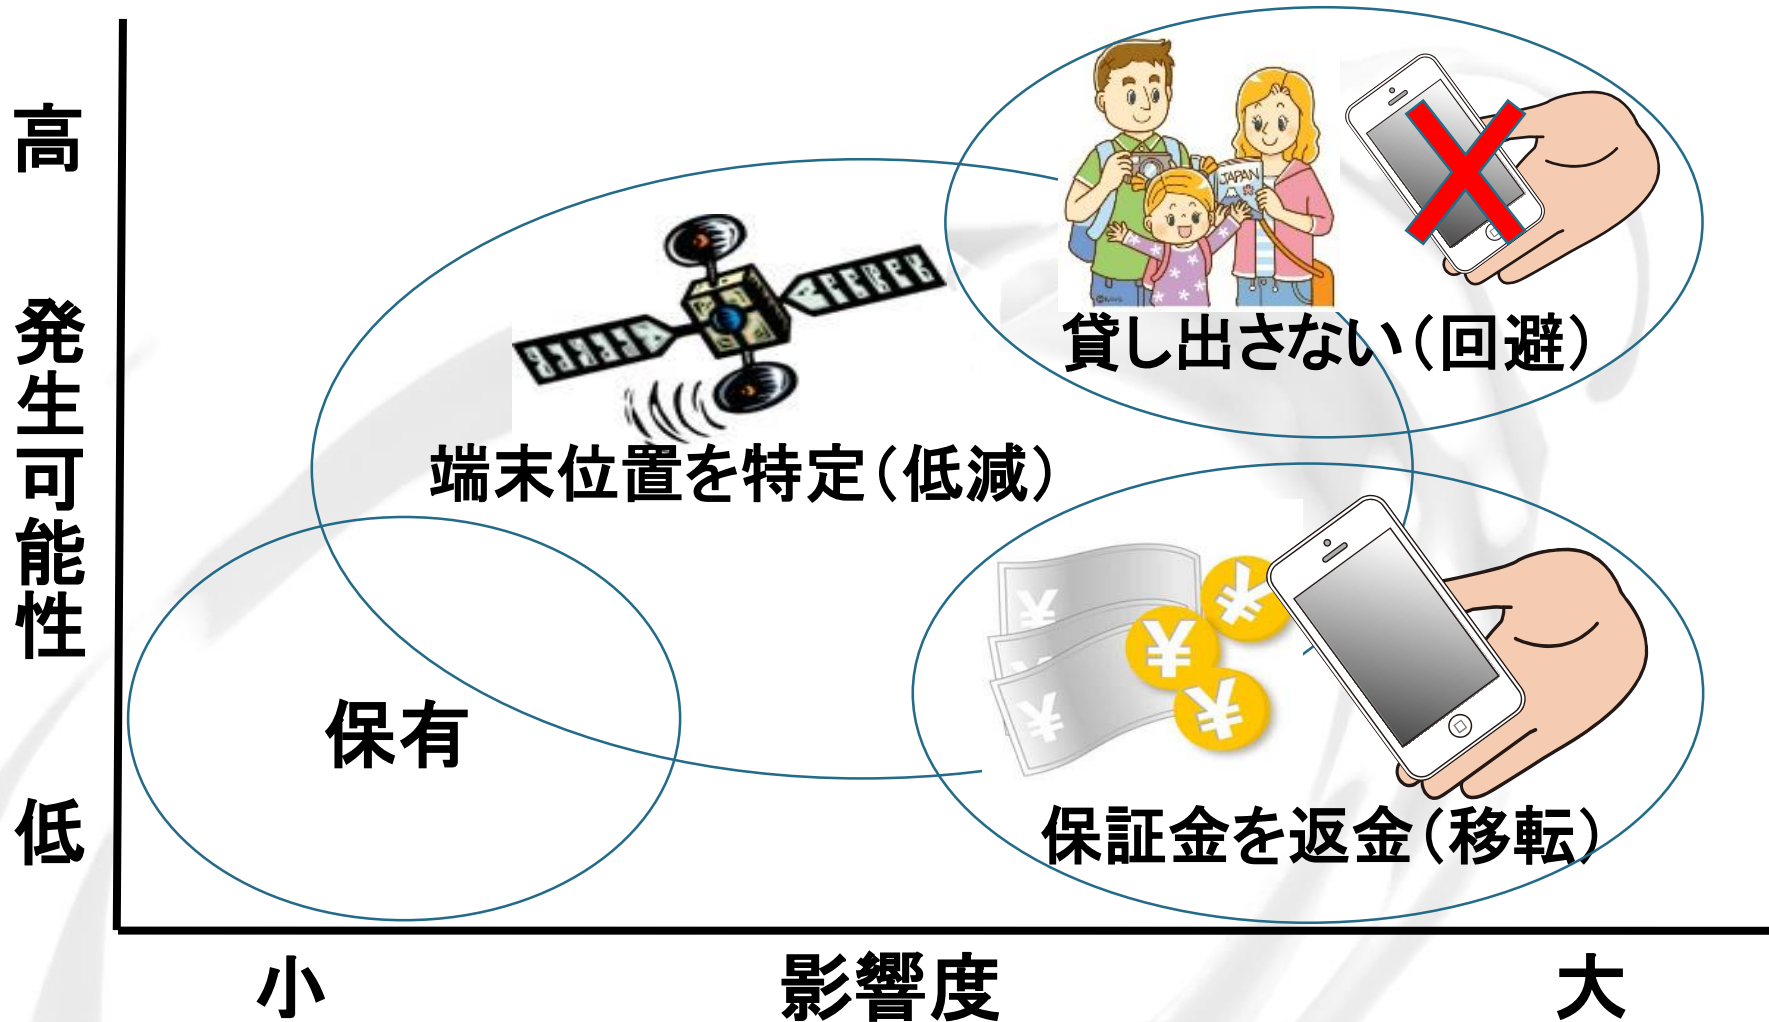 高
発生可能性
低
JAPAN
貸し出さない（回避）
端末位置を特定（低減）
¥
¥
¥
¥
¥
¥
保有
保証金を返金（移転）
小
影響度
大